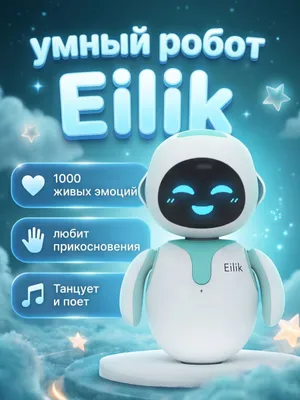 умный робот
Eilik
1000
живых эмоций
любит
прикосновения
Танцует
и поет
Eilik